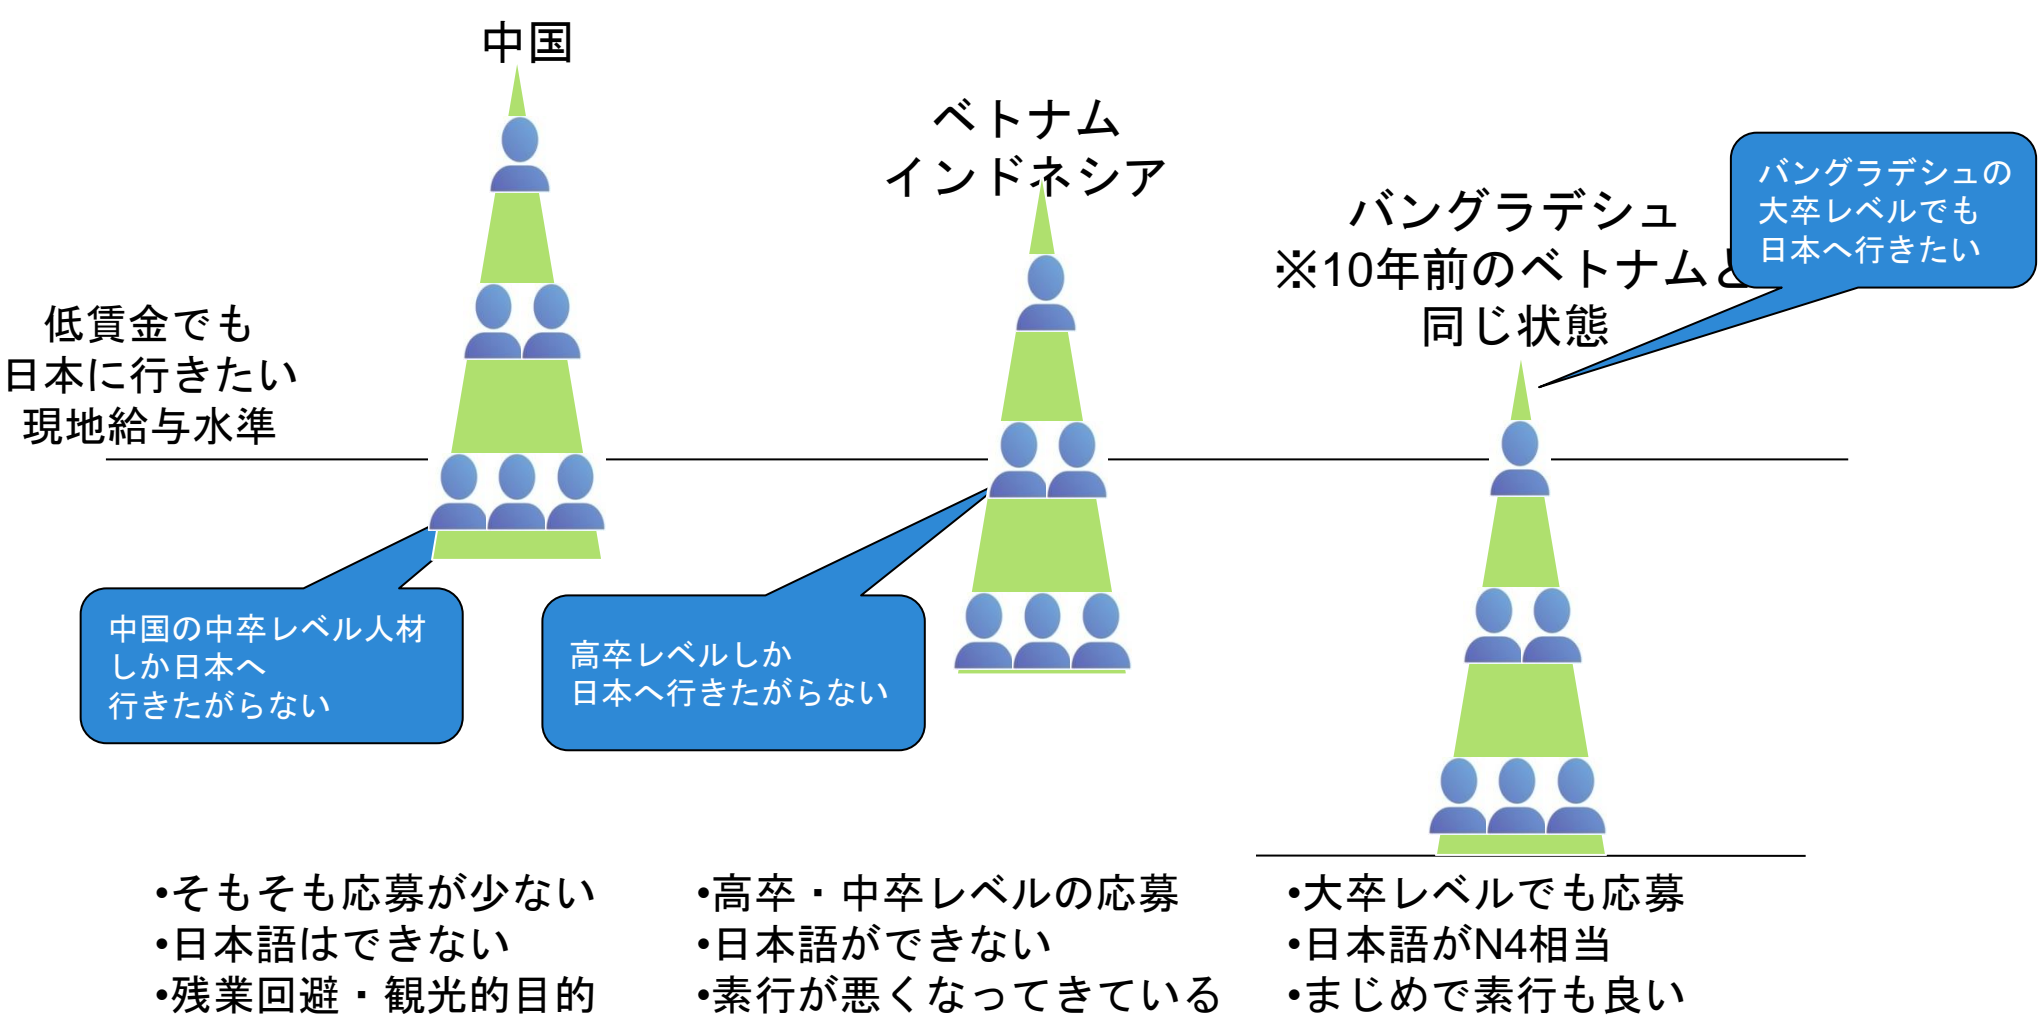 中国
ベトナム
インドネシア
バングラデシュ
※10年前のベトナムと
同じ状態
バングラデシュの
大卒レベルでも
日本へ行きたい
低賃金でも
日本に行きたい
現地給与水準
中国の中卒レベル人材
しか日本へ
行きたがらない
高卒レベルしか
日本へ行きたがらない
•そもそも応募が少ない
•日本語はできない
•残業回避・観光的目的
•高卒・中卒レベルの応募
•日本語ができない
•素行が悪くなってきている
•大卒レベルでも応募
•日本語がN4相当
•まじめで素行も良い